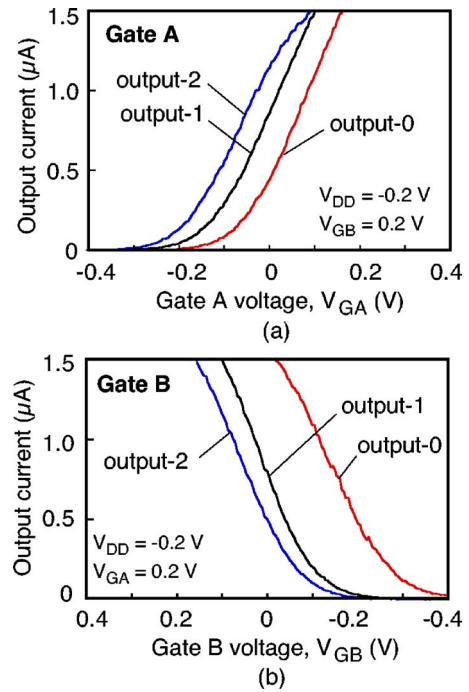 1.5
Gate A
output-2
1.0
output-1
output-0
Output current (µA)
0.5
V_DD = -0.2 V
V_GB = 0.2 V
0
-0.4 -0.2 0 0.2 0.4
Gate A voltage, V_GA (V)
(a)
1.5
Gate B
output-1
1.0
output-0
output-2
Output current (µA)
0.5
V_DD = -0.2 V
V_GA = 0.2 V
0
0.4 0.2 0 -0.2 -0.4
Gate B voltage, V_GB (V)
(b)